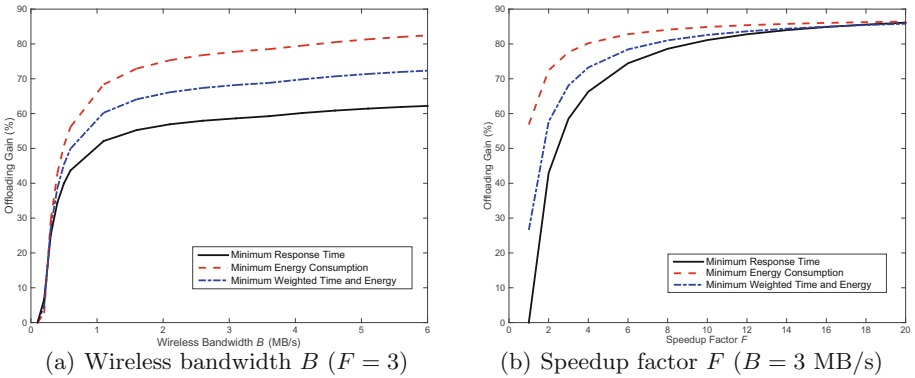 90
80
70
60
50
40
30
20
10
0
Offloading Gain (%)
0 1 2 3 4 5 6
Wireless Bandwidth B (MB/s)
Minimum Response Time
Minimum Energy Consumption
Minimum Weighted Time and Energy
(a) Wireless bandwidth B (F = 3)
90
80
70
60
50
40
30
20
10
0
Offloading Gain (%)
0 2 4 6 8 10 12 14 16 18 20
Speedup Factor F
Minimum Response Time
Minimum Energy Consumption
Minimum Weighted Time and Energy
(b) Speedup factor F (B = 3 MB/s)